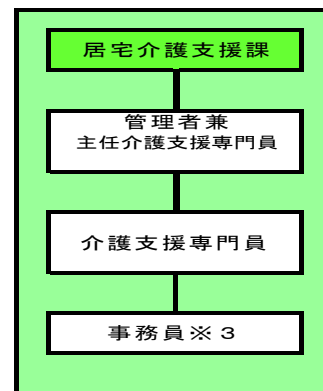 居宅介護支援課
管理者兼
主任介護支援専門員
介護支援専門員
事務員※３